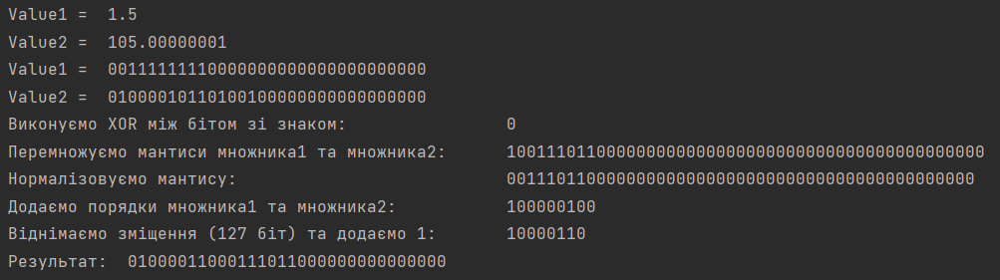 Value1 =  1.5
Value2 =  105.00000001
Value1 =  00111111110000000000000000000000
Value2 =  01000010110100100000000000000000
Виконуємо XOR між бітом зі знаком: 0
Перемножуємо мантиси множника1 та множника2: 100111011000000000000000000000000000000000000000
Нормалізовуємо мантису: 00111011000000000000000000000000000000000000000
Додаємо порядки множника1 та множника2: 100000100
Віднімаємо зміщення (127 біт) та додаємо 1: 10000110
Результат:  01000011000111011000000000000000